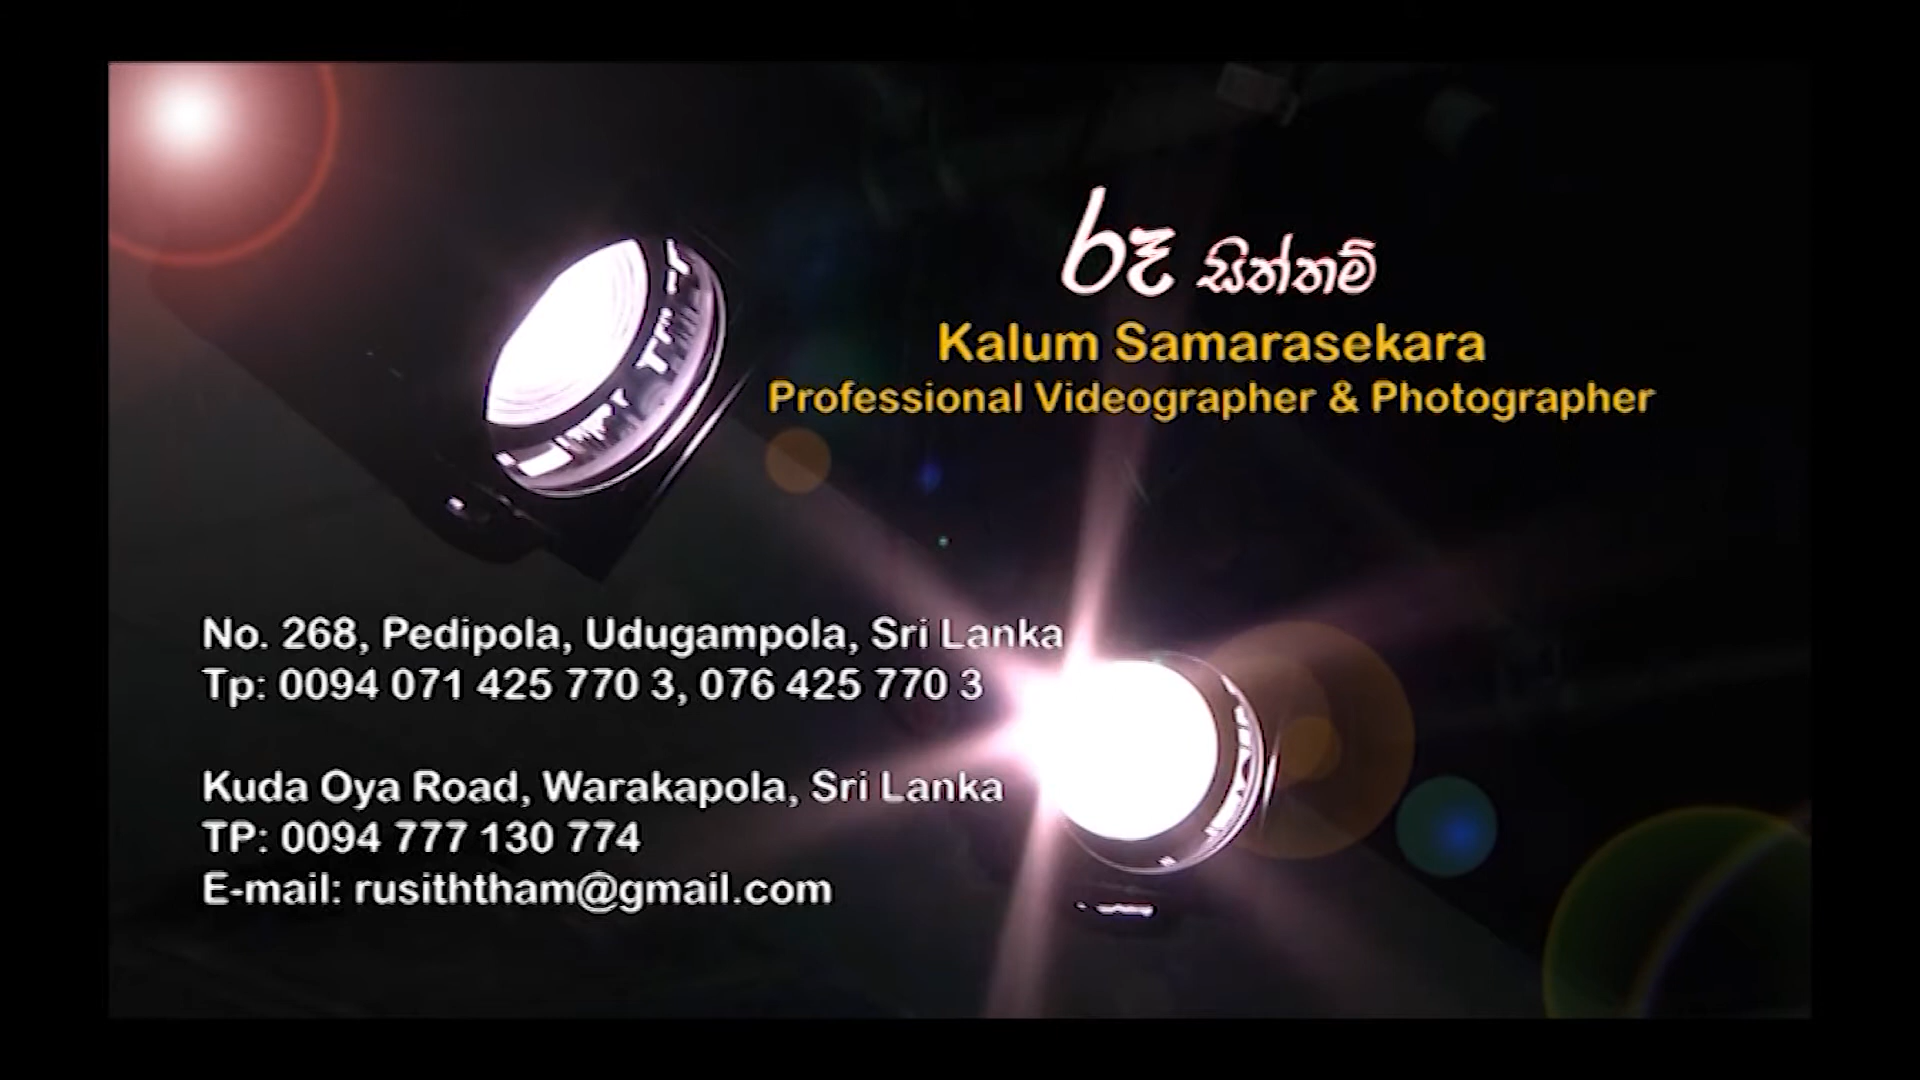 රූ සිත්තම්
Kalum Samarasekara
Professional Videographer & Photographer
No. 268, Pedipola, Udugampola, Sri Lanka
Tp: 0094 071 425 770 3, 076 425 770 3
Kuda Oya Road, Warakapola, Sri Lanka
TP: 0094 777 130 774
E-mail: rusiththam@gmail.com